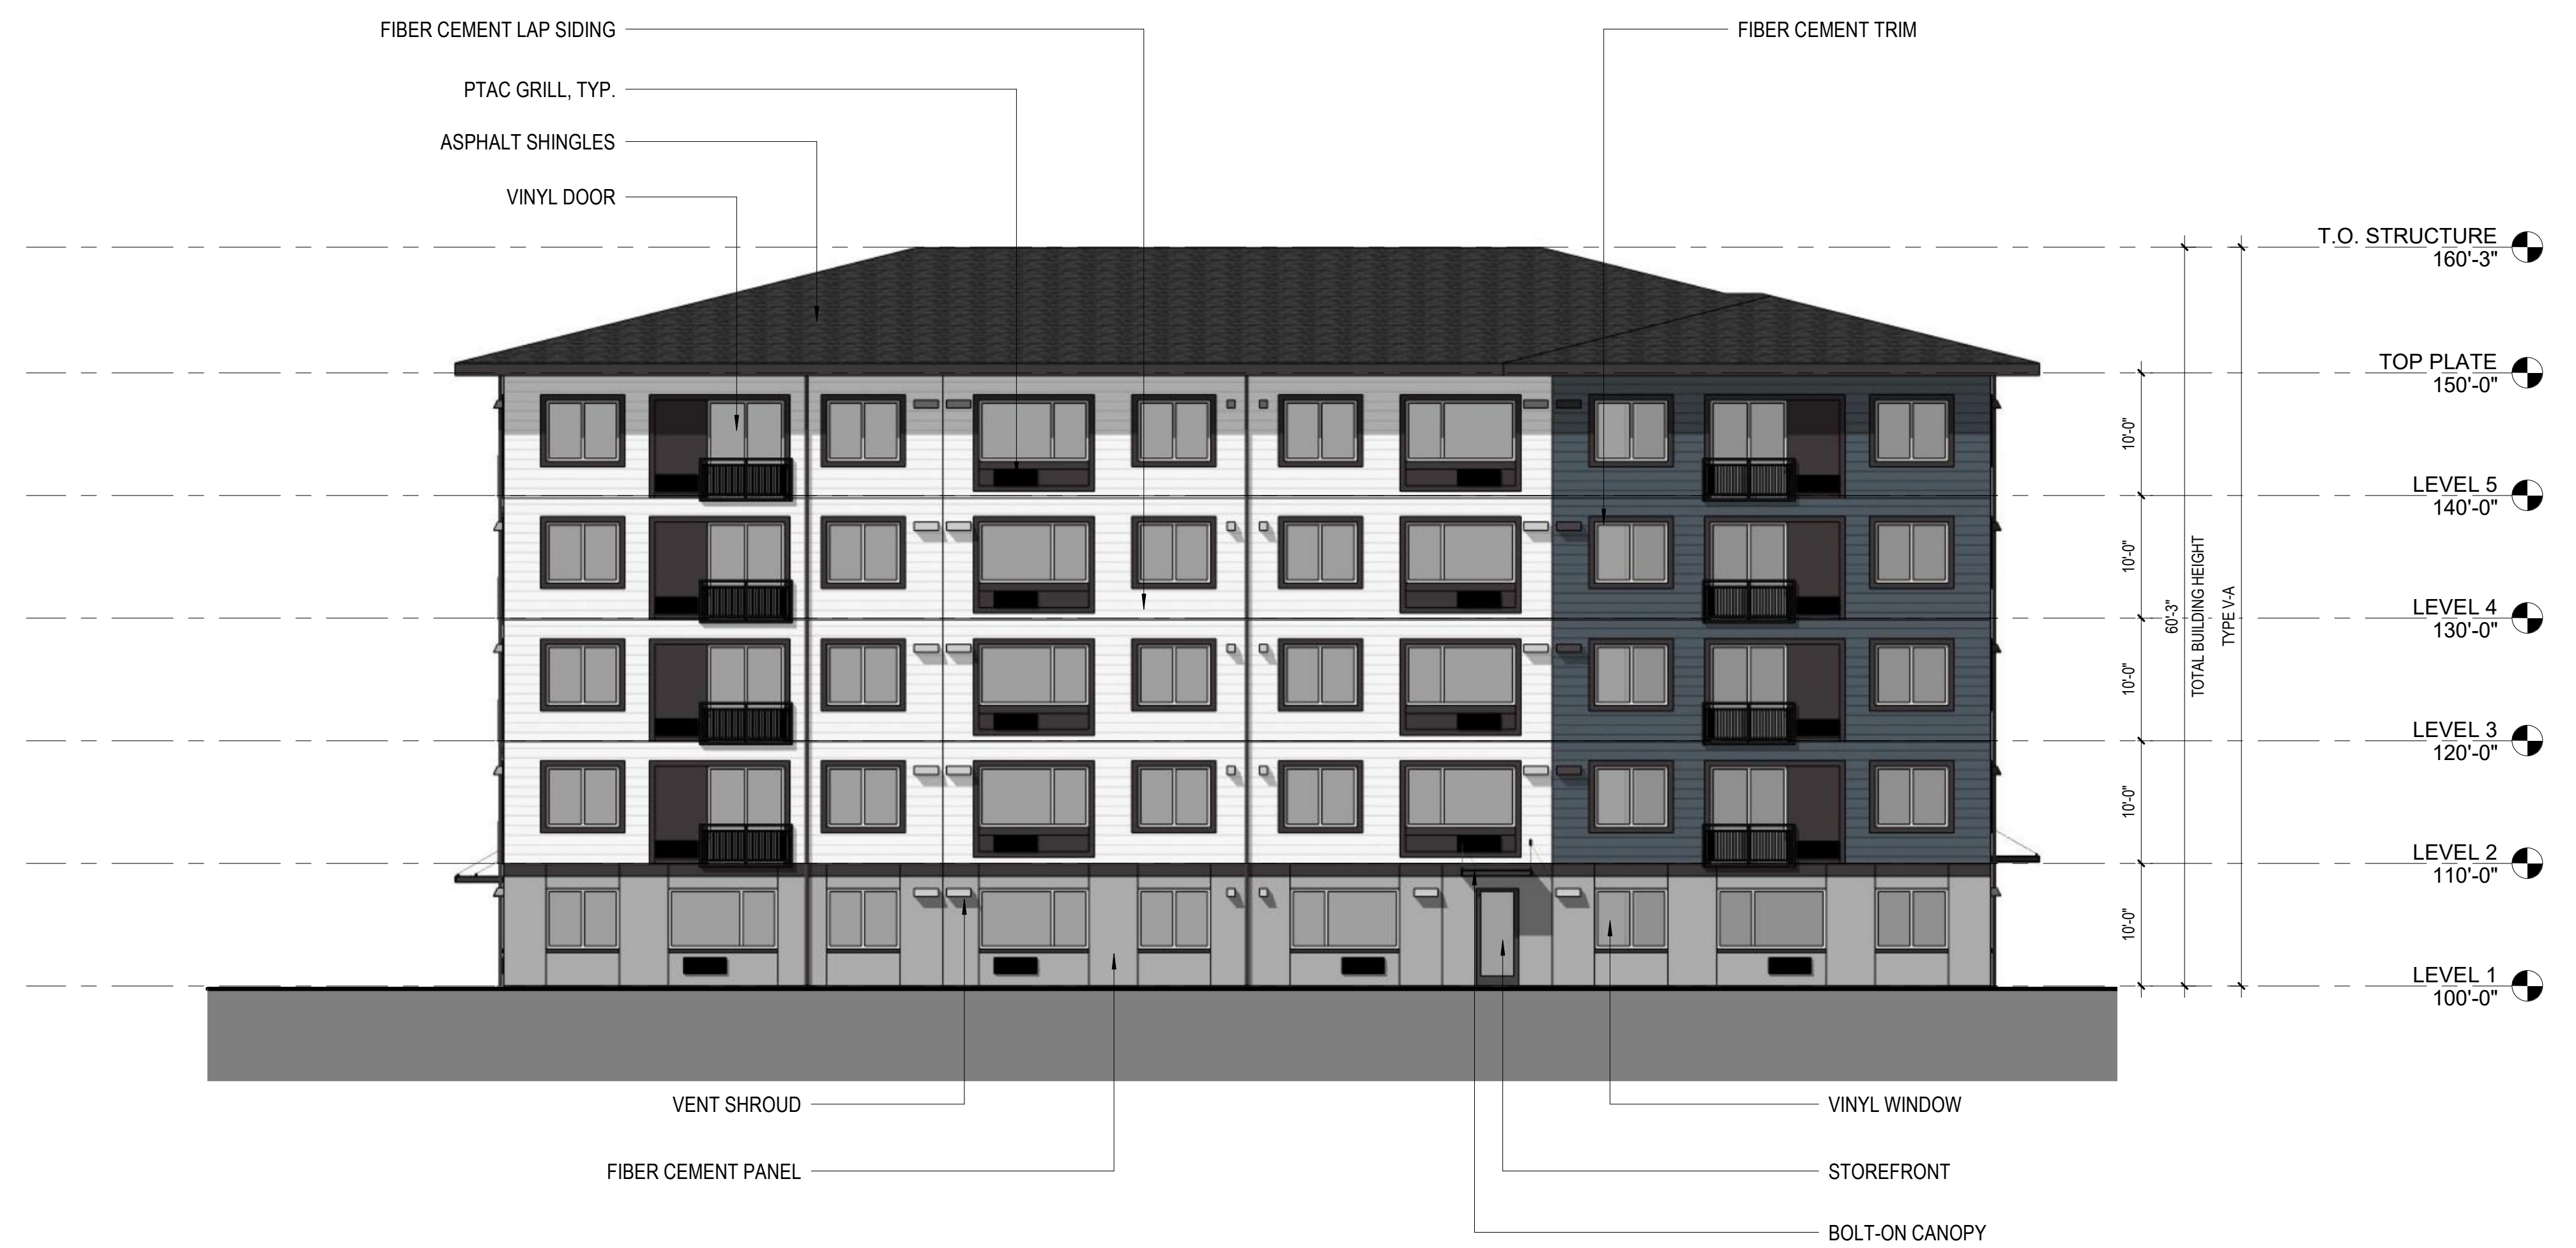 FIBER CEMENT LAP SIDING
FIBER CEMENT TRIM
PTAC GRILL, TYP.
ASPHALT SHINGLES
VINYL DOOR
T.O. STRUCTURE
160'-3"
TOP PLATE
150'-0"
10'-0"
LEVEL 5
140'-0"
10'-0"
LEVEL 4
130'-0"
60'-3"
TOTAL BUILDING HEIGHT
TYPE V-A
10'-0"
LEVEL 3
120'-0"
10'-0"
LEVEL 2
110'-0"
10'-0"
LEVEL 1
100'-0"
VENT SHROUD
VINYL WINDOW
FIBER CEMENT PANEL
STOREFRONT
BOLT-ON CANOPY